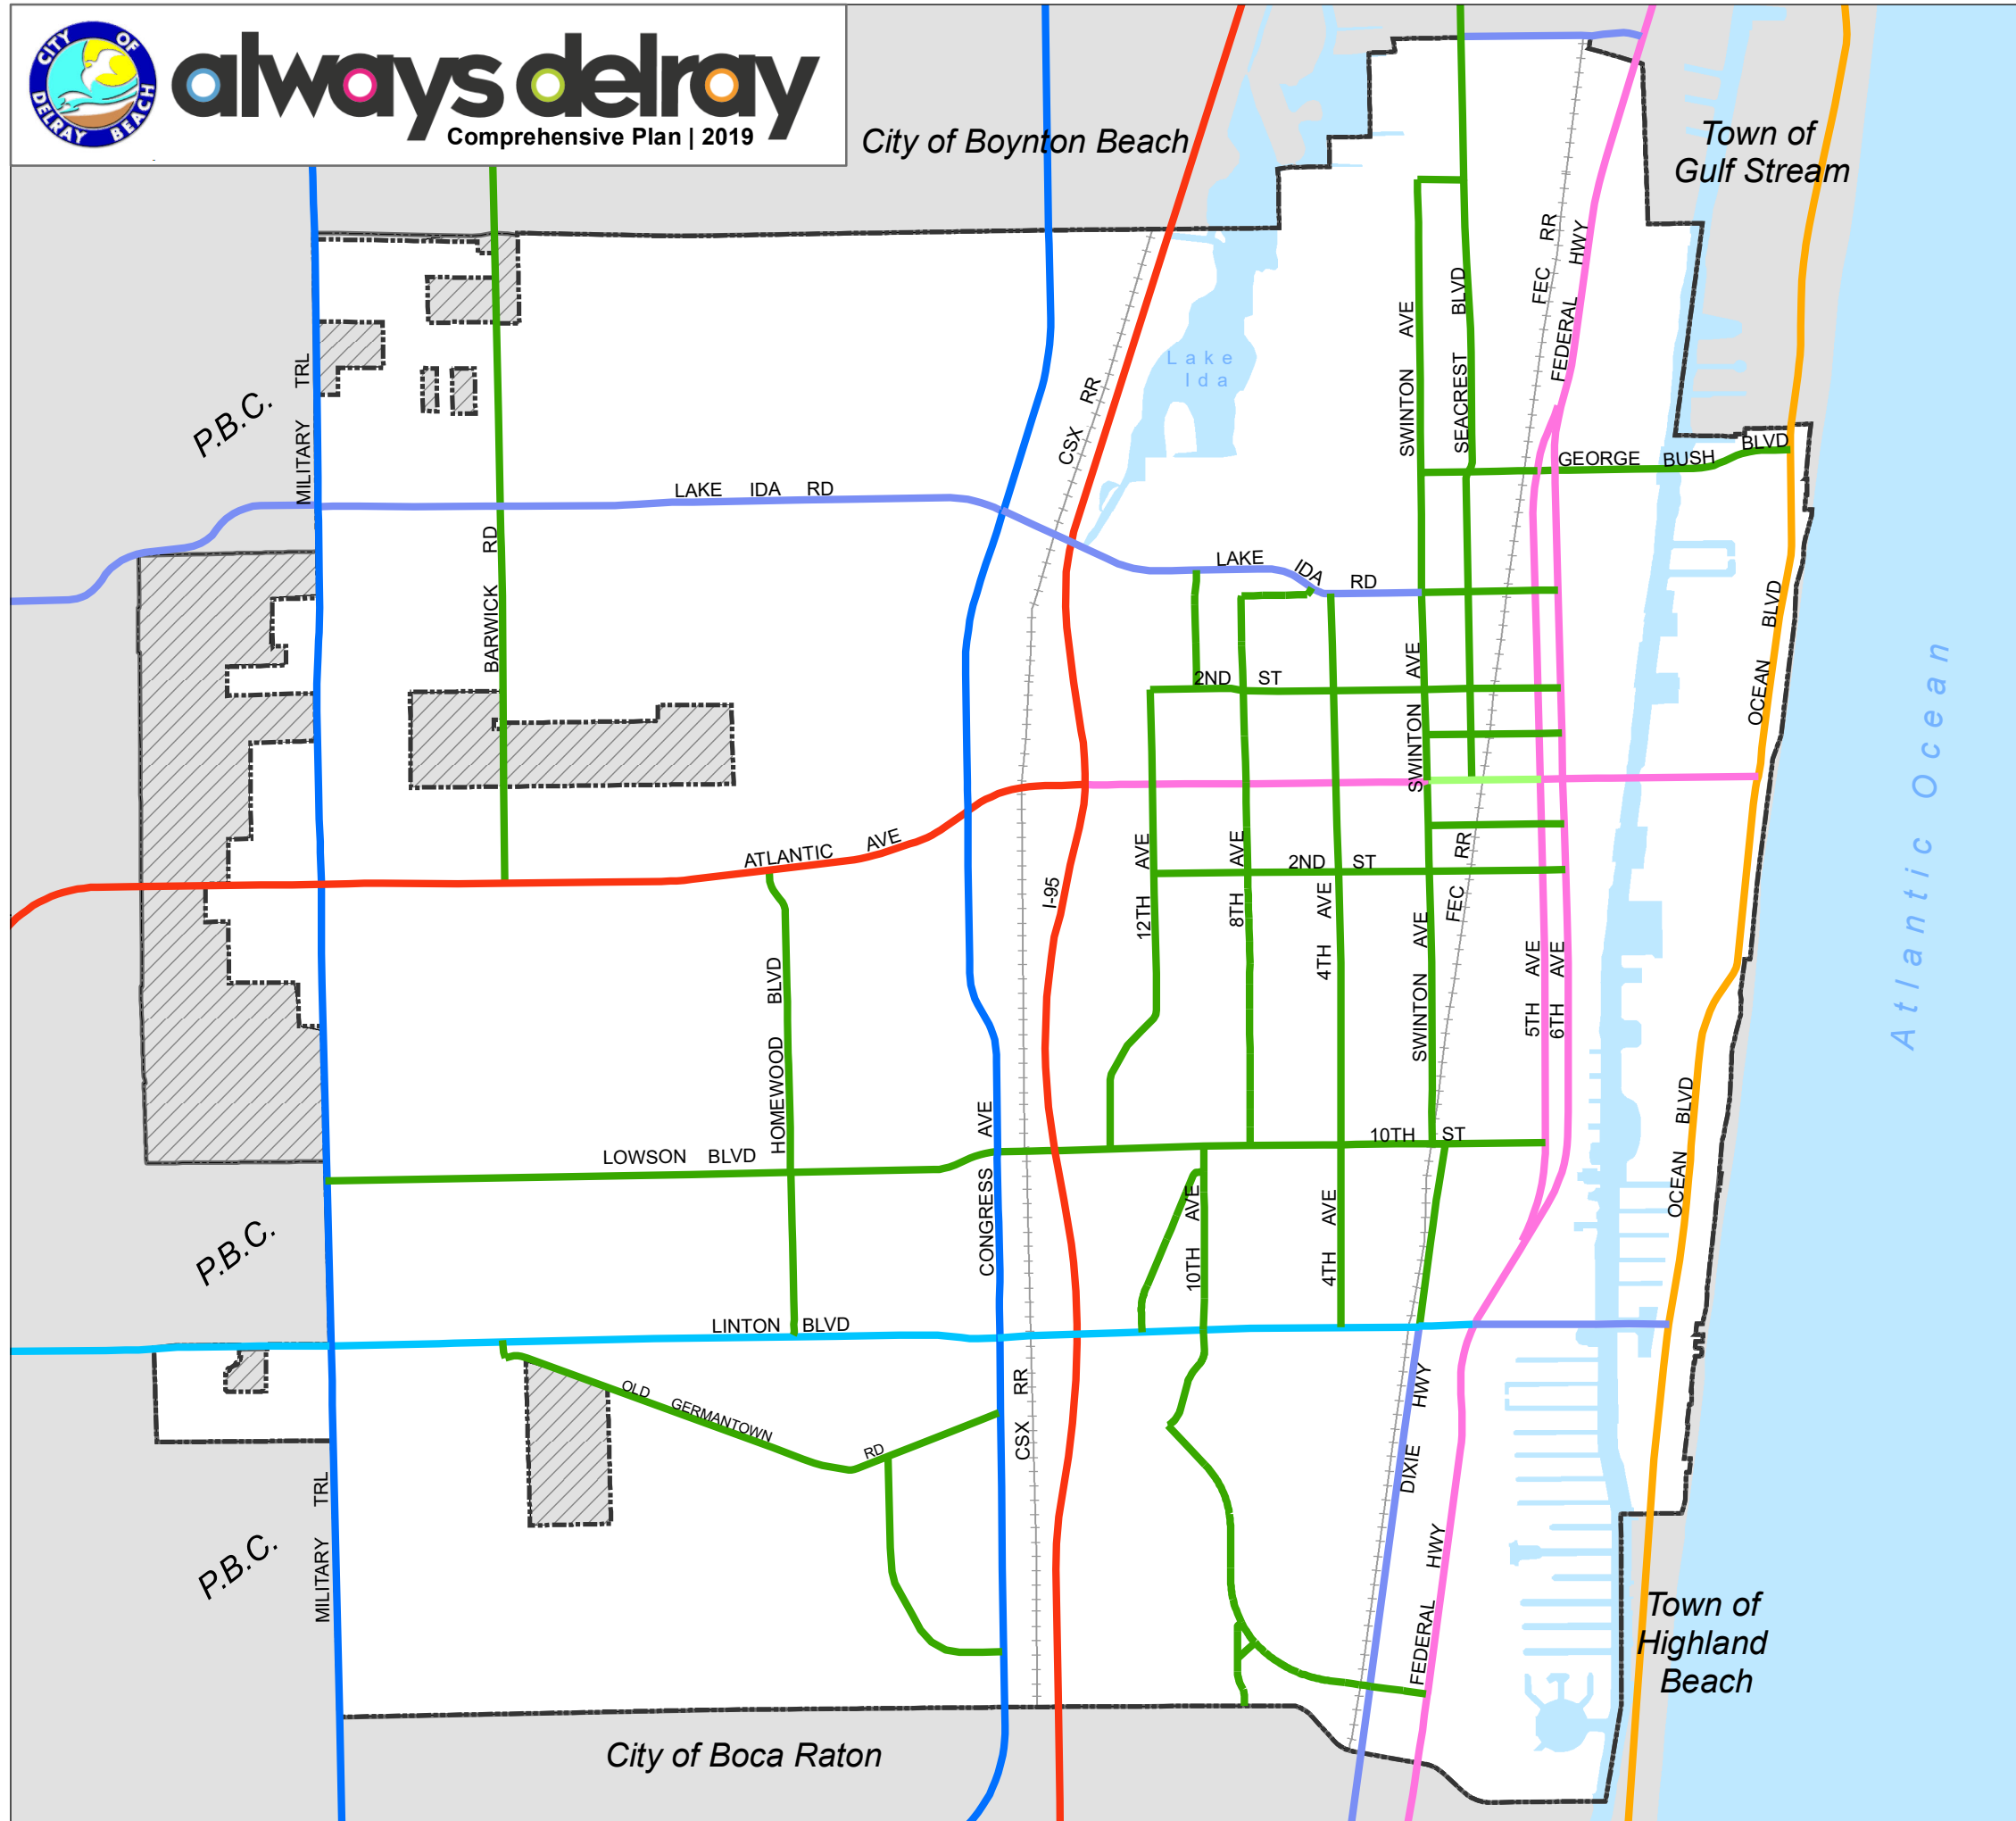 CITY OF
DELRAY BEACH
always delray
Comprehensive Plan | 2019
City of Boynton Beach
Town of
Gulf Stream
P.B.C.
MILITARY TRL
BARWICK RD
LAKE IDA RD
CSX RR
Lake
Ida
SWINTON AVE
SEACREST BLVD
FEC RR
FEDERAL HWY
GEORGE BUSH BLVD
LAKE IDA RD
OCEAN BLVD
2ND ST
SWINTON AVE
Atlantic Ocean
ATLANTIC AVE
I-95
12TH AVE
8TH AVE
2ND ST
4TH AVE
SWINTON AVE
FEC RR
5TH AVE
6TH AVE
HOMEWOOD BLVD
CONGRESS AVE
LOWSON BLVD
10TH ST
10TH AVE
4TH AVE
OCEAN BLVD
P.B.C.
LINTON BLVD
OLD GERMANTOWN RD
CSX RR
DIXIE HWY
FEDERAL HWY
MILITARY TRL
P.B.C.
Town of
Highland
Beach
City of Boca Raton